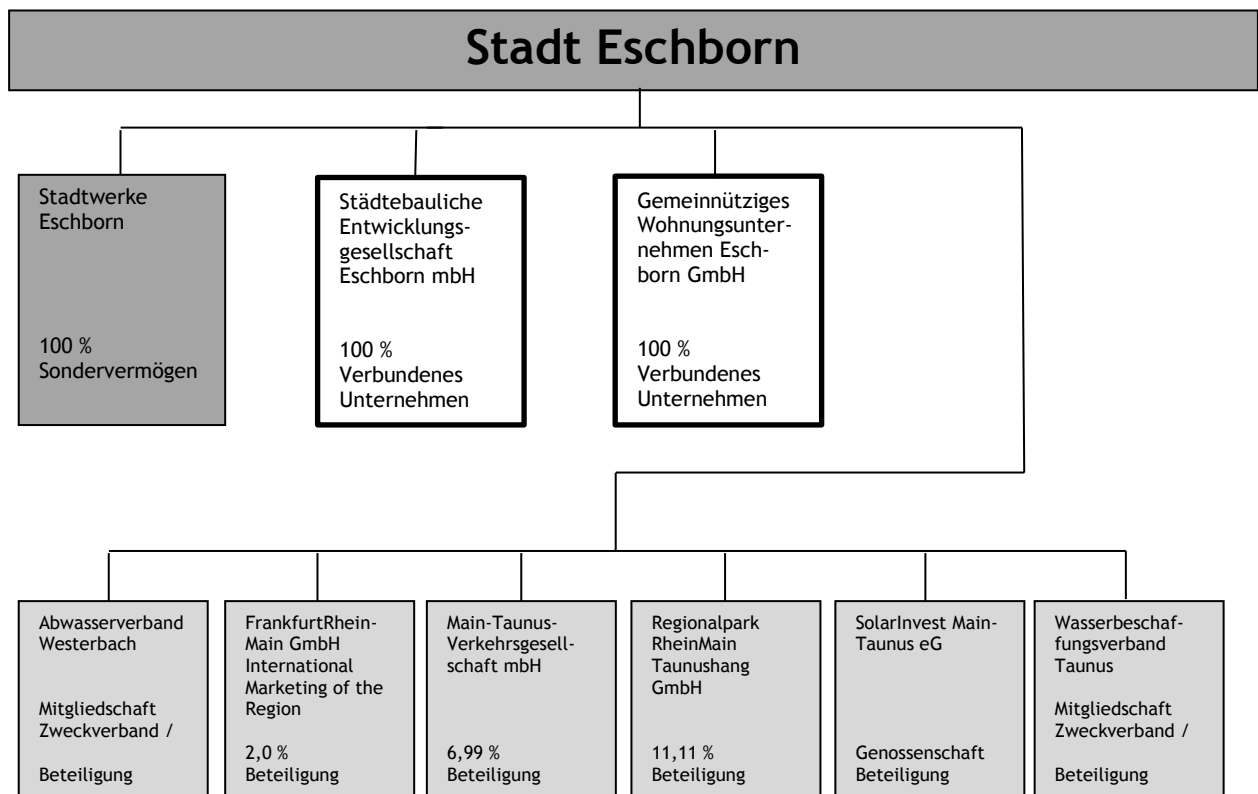 Stadt Eschborn
Stadtwerke
Eschborn
100 %
Sondervermögen
Städtebauliche
Entwicklungs-
gesellschaft
Eschborn mbH
100 %
Verbundenes
Unternehmen
Gemeinnütziges
Wohnungsunter-
nehmen Esch-
born GmbH
100 %
Verbundenes
Unternehmen
Abwasserverband
Westerbach
Mitgliedschaft
Zweckverband /
Beteiligung
FrankfurtRhein-
Main GmbH
International
Marketing of the
Region
2,0 %
Beteiligung
Main-Taunus-
Verkehrsgesell-
schaft mbH
6,99 %
Beteiligung
Regionalpark
RheinMain
Taunushang
GmbH
11,11 %
Beteiligung
SolarInvest Main-
Taunus eG
Genossenschaft
Beteiligung
Wasserbeschaf-
fungsverband
Taunus
Mitgliedschaft
Zweckverband /
Beteiligung